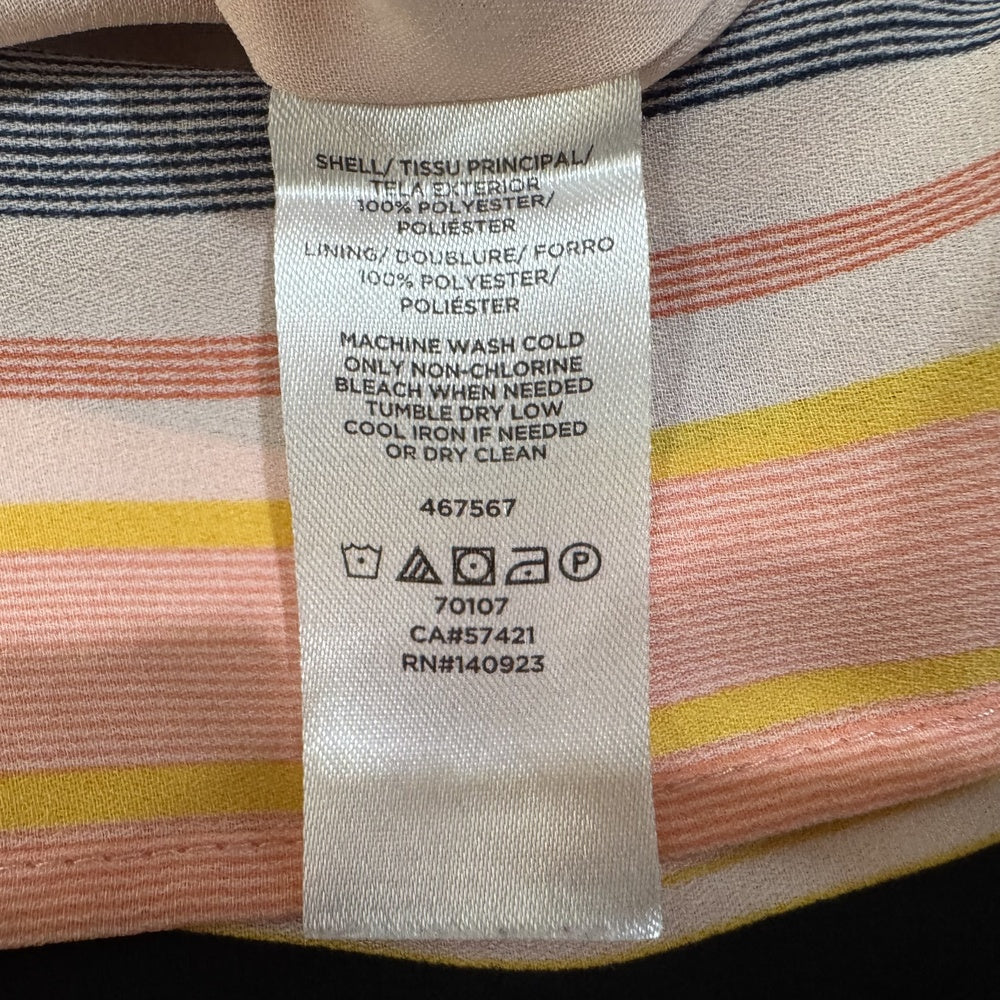 SHELL/ TISSU PRINCIPAL/
TELA EXTERIOR
100% POLYESTER/
POLIÉSTER
LINING/ DOUBLURE/ FORRO
100% POLYESTER/
POLIÉSTER
MACHINE WASH COLD
ONLY NON-CHLORINE
BLEACH WHEN NEEDED
TUMBLE DRY LOW
COOL IRON IF NEEDED
OR DRY CLEAN
467567
P
70107
CA#57421
RN#140923